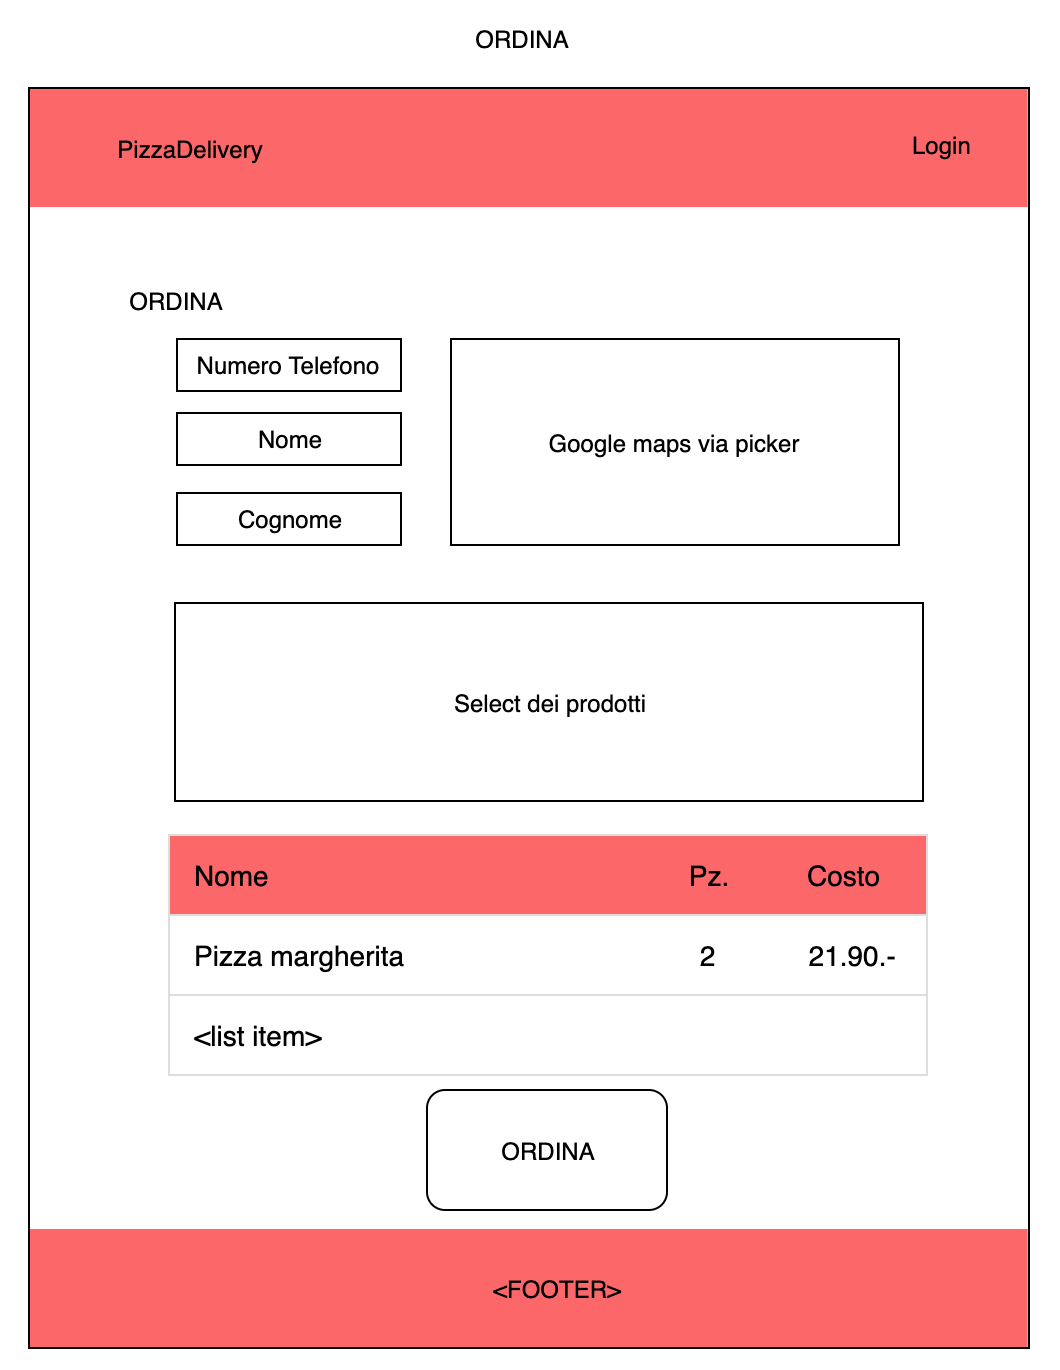 ORDINA
PizzaDelivery
Login
ORDINA
Numero Telefono
Nome
Cognome
Google maps via picker
Select dei prodotti
Nome Pz. Costo
Pizza margherita 2 21.90.-
<list item>
ORDINA
<FOOTER>